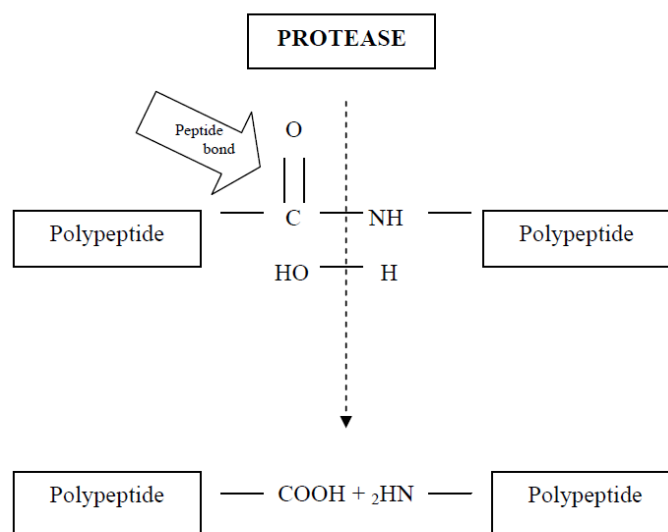 PROTEASE
Peptide
bond
O
Polypeptide — C — NH — Polypeptide
HO — H
Polypeptide — COOH + ₂HN — Polypeptide